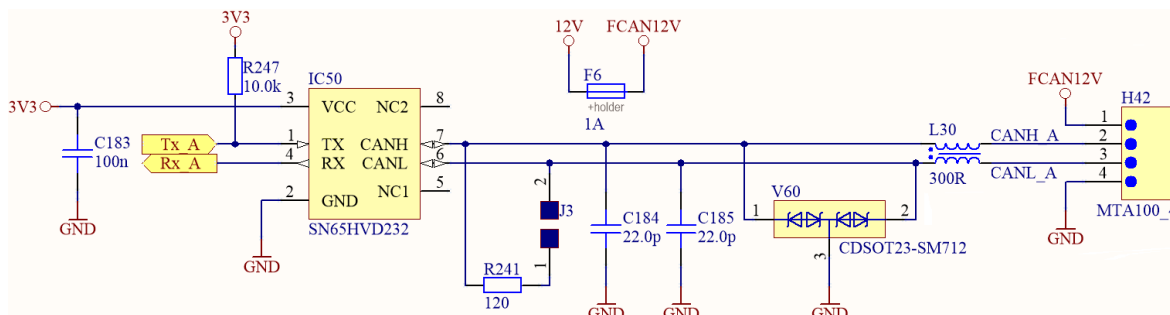 3V3
12V
FCAN12V
R247
10.0k
IC50
F6
+holder
1A
FCAN12V
H42
3V3
3
VCC
NC2
8
C183
100n
Tx_A
Rx_A
1
TX
CANH
7
4
RX
CANL
6
2
GND
NC1
5
SN65HVD232
L30
300R
CANH_A
CANL_A
1
2
3
4
MTA100_
2
J3
1
C184
22.0p
C185
22.0p
V60
1
2
CDSOT23-SM712
3
GND
GND
GND
R241
120
GND
GND
GND